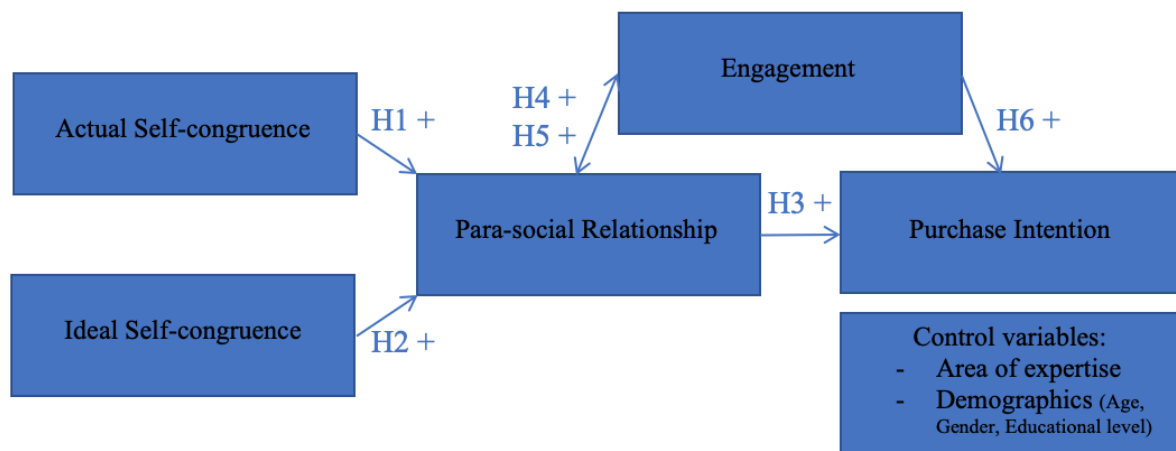 Engagement
Actual Self-congruence
H1 +
H4 +
H5 +
H6 +
Para-social Relationship
H3 +
Purchase Intention
Ideal Self-congruence
H2 +
Control variables:
- Area of expertise
- Demographics (Age,
Gender, Educational level)